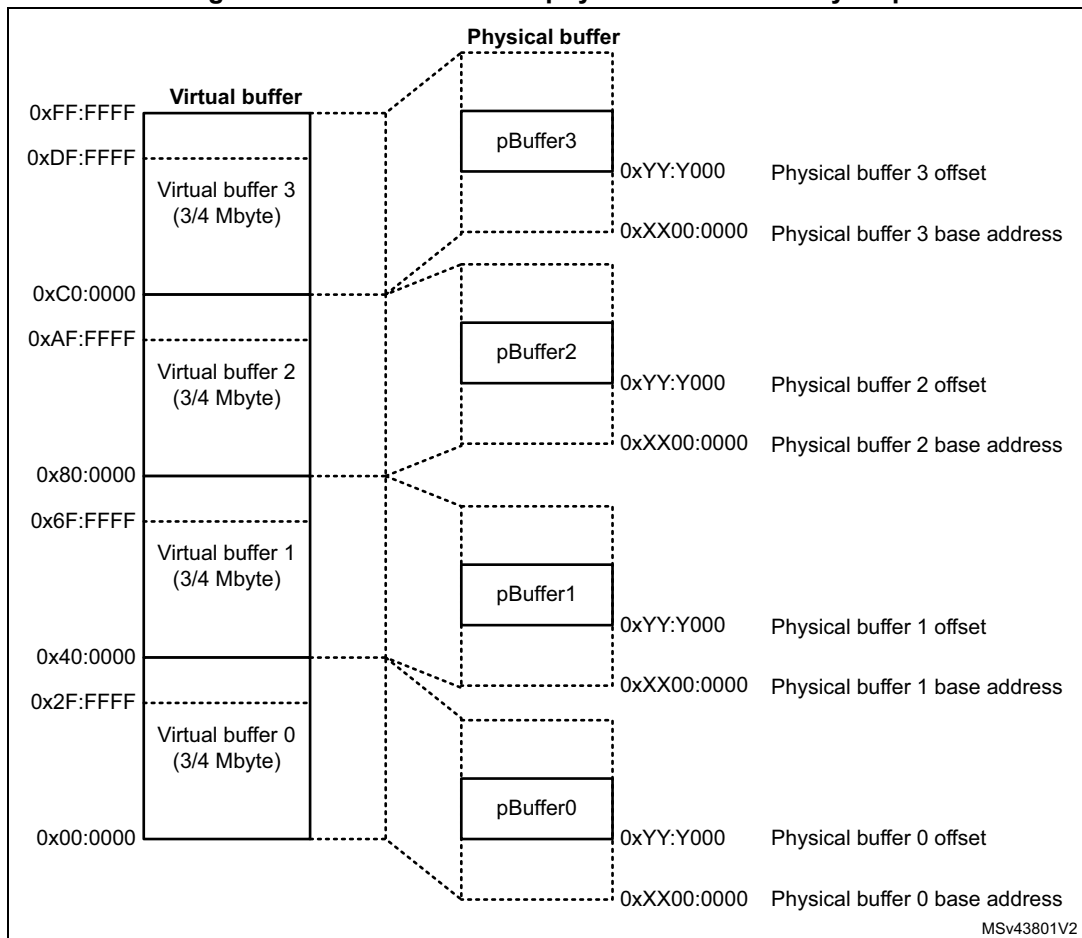 Physical buffer
Virtual buffer
0xFF:FFFF
pBuffer3
0xDF:FFFF
0xYY:Y000 Physical buffer 3 offset
Virtual buffer 3
(3/4 Mbyte)
0xXX00:0000 Physical buffer 3 base address
0xC0:0000
0xAF:FFFF
pBuffer2
Virtual buffer 2
(3/4 Mbyte)
0xYY:Y000 Physical buffer 2 offset
0xXX00:0000 Physical buffer 2 base address
0x80:0000
0x6F:FFFF
Virtual buffer 1
(3/4 Mbyte)
pBuffer1
0xYY:Y000 Physical buffer 1 offset
0x40:0000
0xXX00:0000 Physical buffer 1 base address
0x2F:FFFF
Virtual buffer 0
(3/4 Mbyte)
pBuffer0
0x00:0000
0xYY:Y000 Physical buffer 0 offset
0xXX00:0000 Physical buffer 0 base address
MSv43801V2